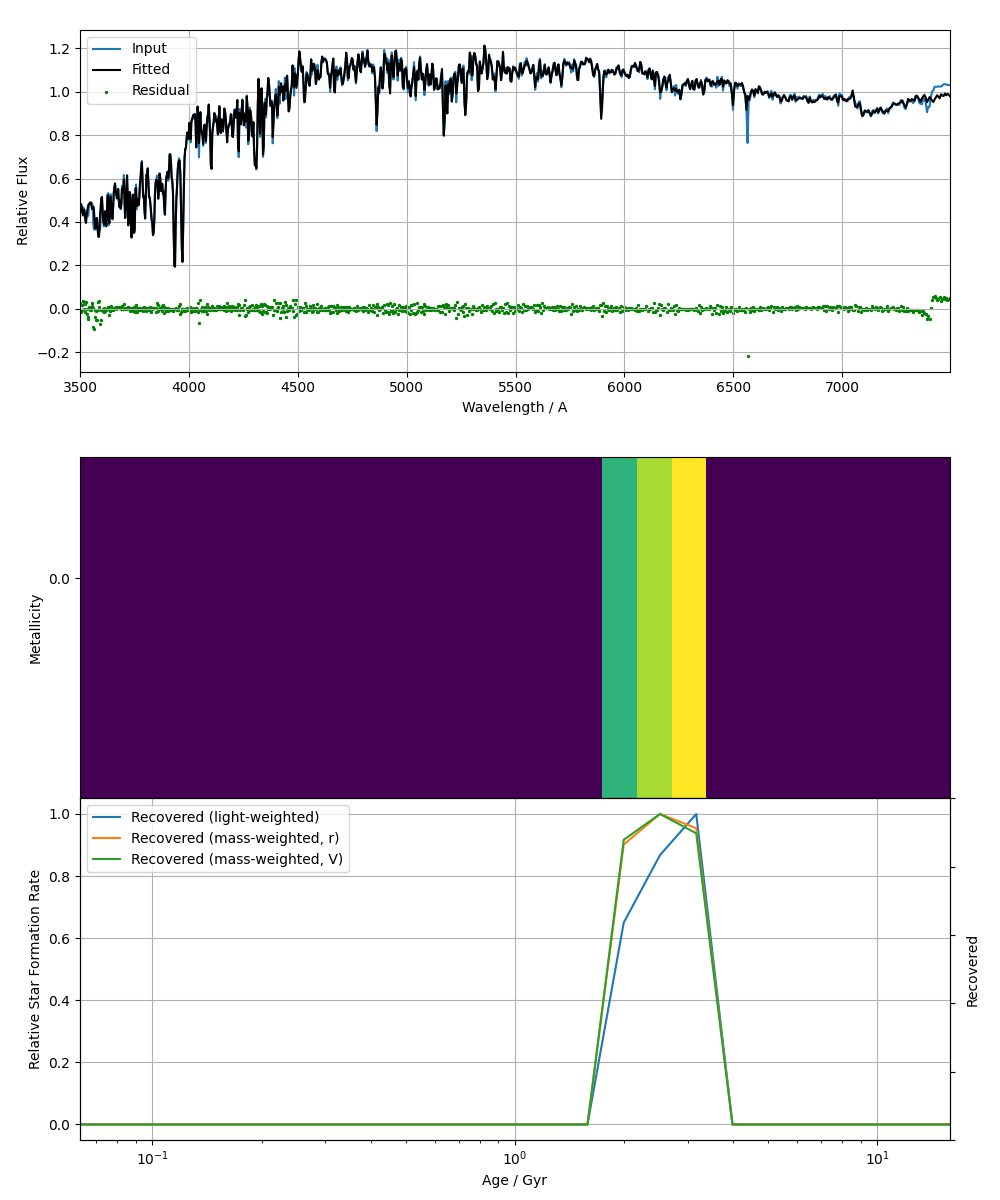 Input
Fitted
Residual
1.2
1.0
0.8
0.6
0.4
0.2
0.0
−0.2
Relative Flux
3500 4000 4500 5000 5500 6000 6500 7000
Wavelength / A
0.0
Metallicity
Recovered (light-weighted)
Recovered (mass-weighted, r)
Recovered (mass-weighted, V)
1.0
0.8
0.6
0.4
0.2
0.0
Relative Star Formation Rate
Recovered
10⁻¹ 10⁰ 10¹
Age / Gyr